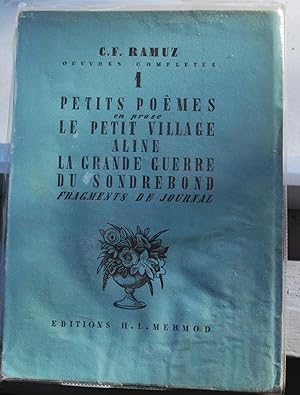 C.F. RAMUZ
OEUVRES COMPLETES
1
PETITS POÈMES
en prose
LE PETIT VILLAGE
ALINE
LA GRANDE GUERRE
DU SONDREBOND
FRAGMENTS DE JOURNAL
EDITIONS H.L. MERMOD